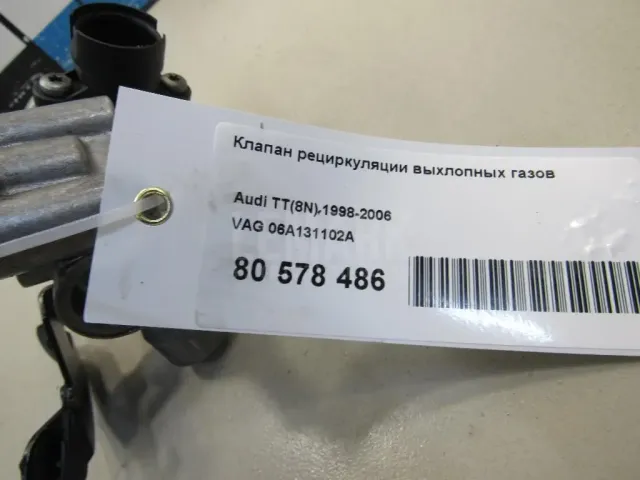 Клапан рециркуляции выхлопных газов
Audi TT(8N),1998-2006
VAG 06A131102A
80 578 486